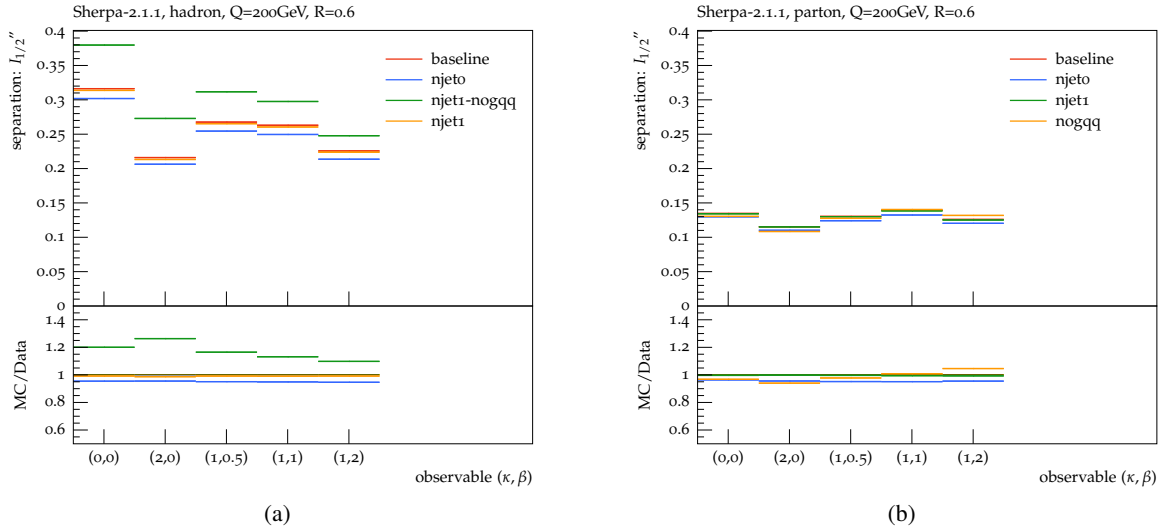 Sherpa-2.1.1, hadron, Q=200GeV, R=0.6
separation: I_{1/2}″
0.4
0.35
0.3
0.25
0.2
0.15
0.1
0.05
0
baseline
njet0
njet1-nogqq
njet1
MC/Data
1.4
1.2
1
0.8
0.6
(0,0) (2,0) (1,0.5) (1,1) (1,2)
observable (κ, β)
(a)
Sherpa-2.1.1, parton, Q=200GeV, R=0.6
separation: I_{1/2}″
0.4
0.35
0.3
0.25
0.2
0.15
0.1
0.05
0
baseline
njet0
njet1
nogqq
MC/Data
1.4
1.2
1
0.8
0.6
(0,0) (2,0) (1,0.5) (1,1) (1,2)
observable (κ, β)
(b)